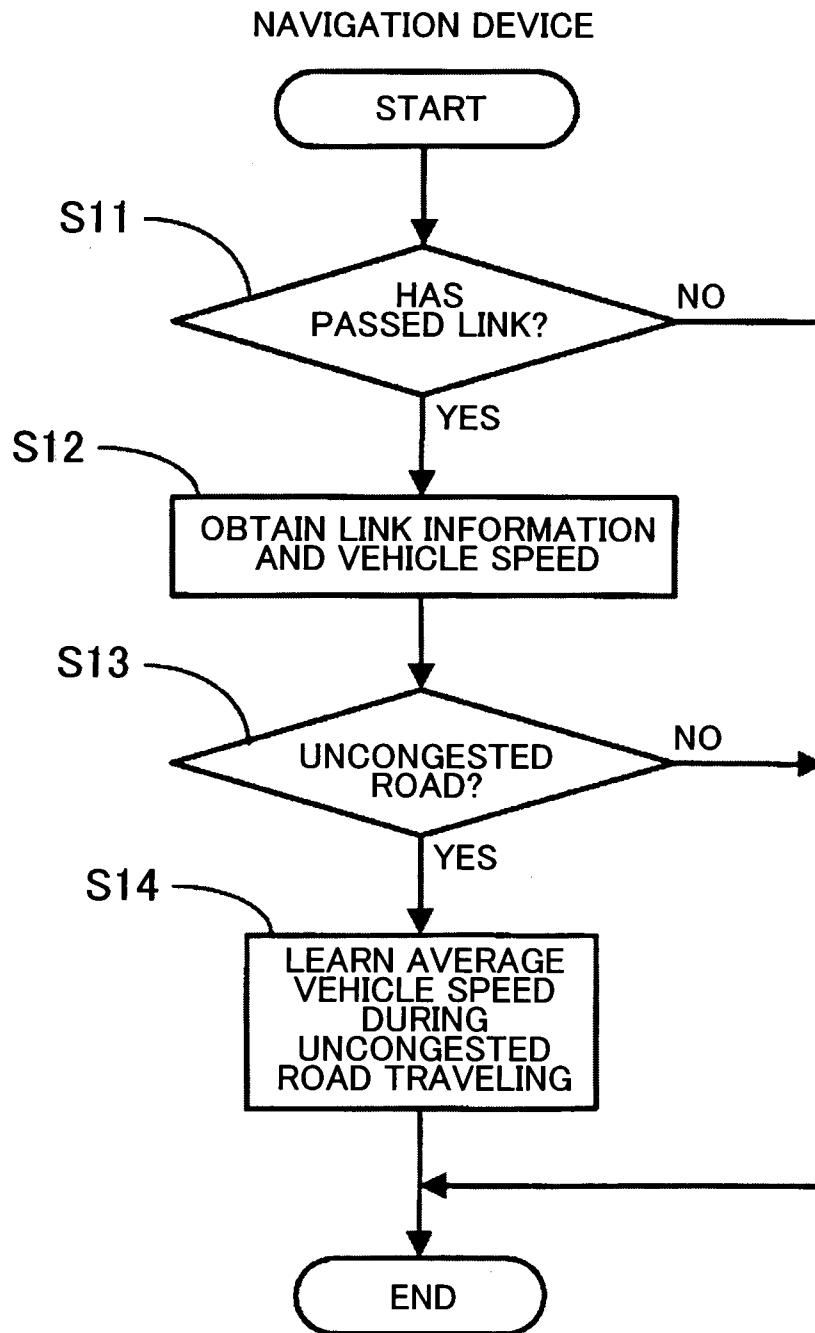 NAVIGATION DEVICE
START
S11
HAS
PASSED LINK?
NO
YES
S12
OBTAIN LINK INFORMATION
AND VEHICLE SPEED
S13
UNCONGESTED
ROAD?
NO
YES
S14
LEARN AVERAGE
VEHICLE SPEED
DURING
UNCONGESTED
ROAD TRAVELING
END